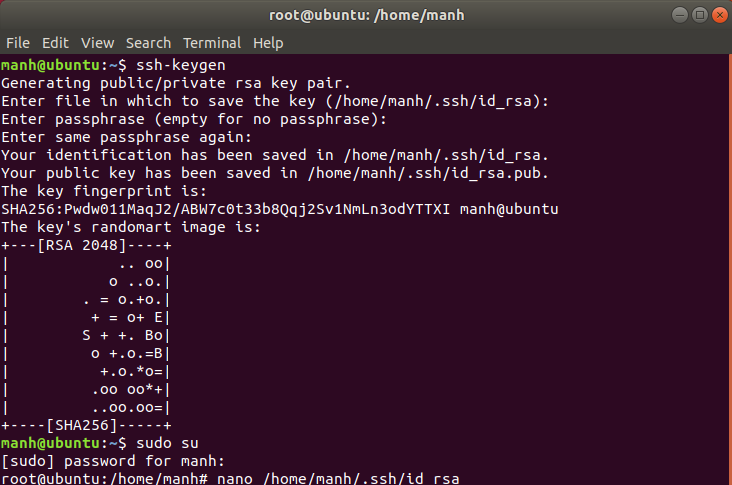 root@ubuntu: /home/manh
File Edit View Search Terminal Help
manh@ubuntu:~$ ssh-keygen
Generating public/private rsa key pair.
Enter file in which to save the key (/home/manh/.ssh/id_rsa):
Enter passphrase (empty for no passphrase):
Enter same passphrase again:
Your identification has been saved in /home/manh/.ssh/id_rsa.
Your public key has been saved in /home/manh/.ssh/id_rsa.pub.
The key fingerprint is:
SHA256:Pwdw011MaqJ2/ABW7c0t33b8Qqj2Sv1NmLn3odYTTXI manh@ubuntu
The key's randomart image is:
+---[RSA 2048]----+
|             .. oo|
|            o ..o.|
|         . = o.+o.|
|          + = o+ E|
|         S + +. Bo|
|          o +.o.=B|
|           +.o.*o=|
|          .oo oo*+|
|          ..oo.oo=|
+----[SHA256]-----+
manh@ubuntu:~$ sudo su
[sudo] password for manh:
root@ubuntu:/home/manh# nano /home/manh/.ssh/id_rsa